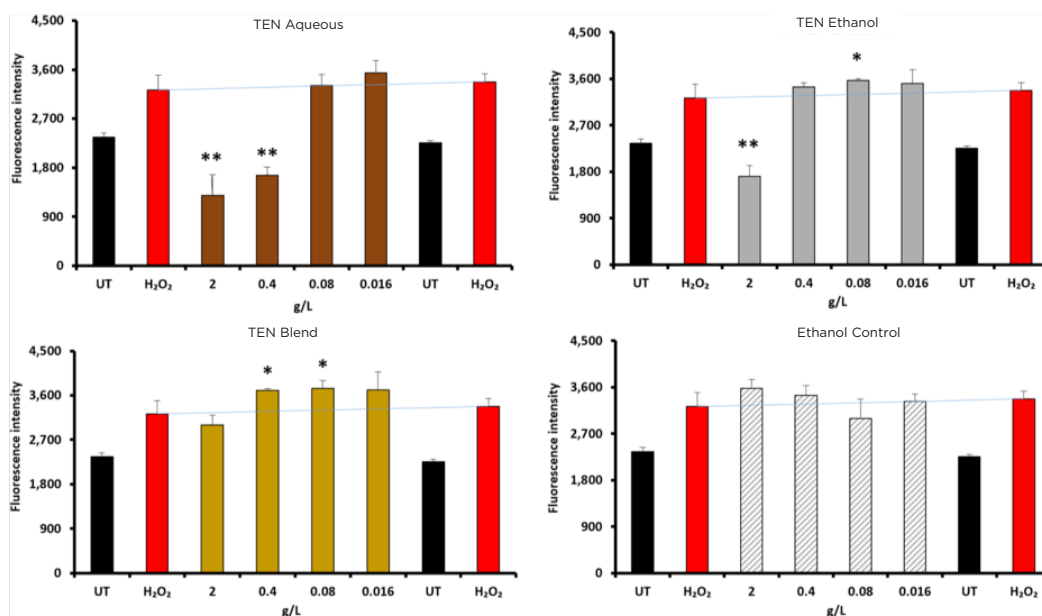 TEN Aqueous
Fluorescence intensity
4,500
3,600
2,700
1,800
900
0
** **
UT H₂O₂ 2 0.4 0.08 0.016 UT H₂O₂
g/L
TEN Ethanol
Fluorescence intensity
4,500
3,600
2,700
1,800
900
0
** *
UT H₂O₂ 2 0.4 0.08 0.016 UT H₂O₂
g/L
TEN Blend
Fluorescence intensity
4,500
3,600
2,700
1,800
900
0
* *
UT H₂O₂ 2 0.4 0.08 0.016 UT H₂O₂
g/L
Ethanol Control
Fluorescence intensity
4,500
3,600
2,700
1,800
900
0
UT H₂O₂ 2 0.4 0.08 0.016 UT H₂O₂
g/L